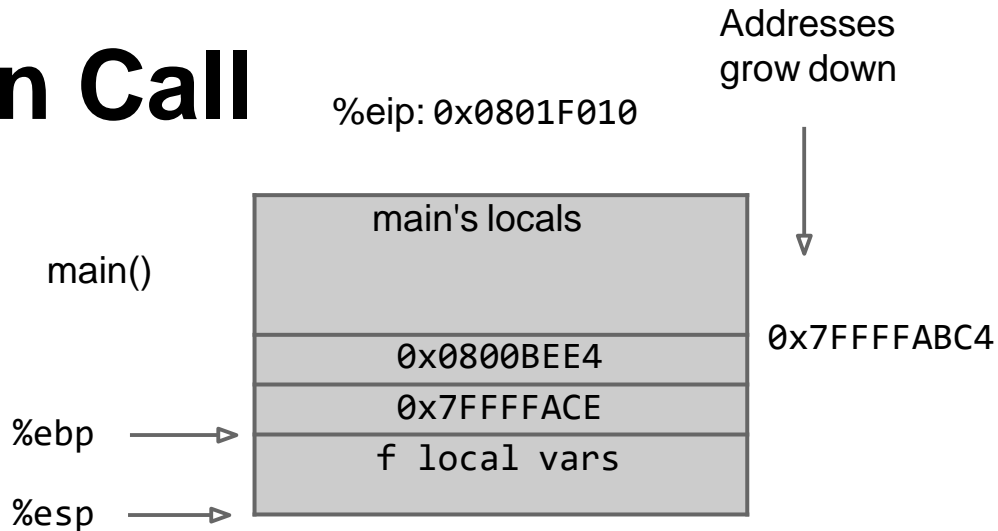 Addresses
grow down
n Call
%eip: 0x0801F010
main's locals
main()
0x7FFFFABC4
0x0800BEE4
0x7FFFFACE
%ebp
f local vars
%esp